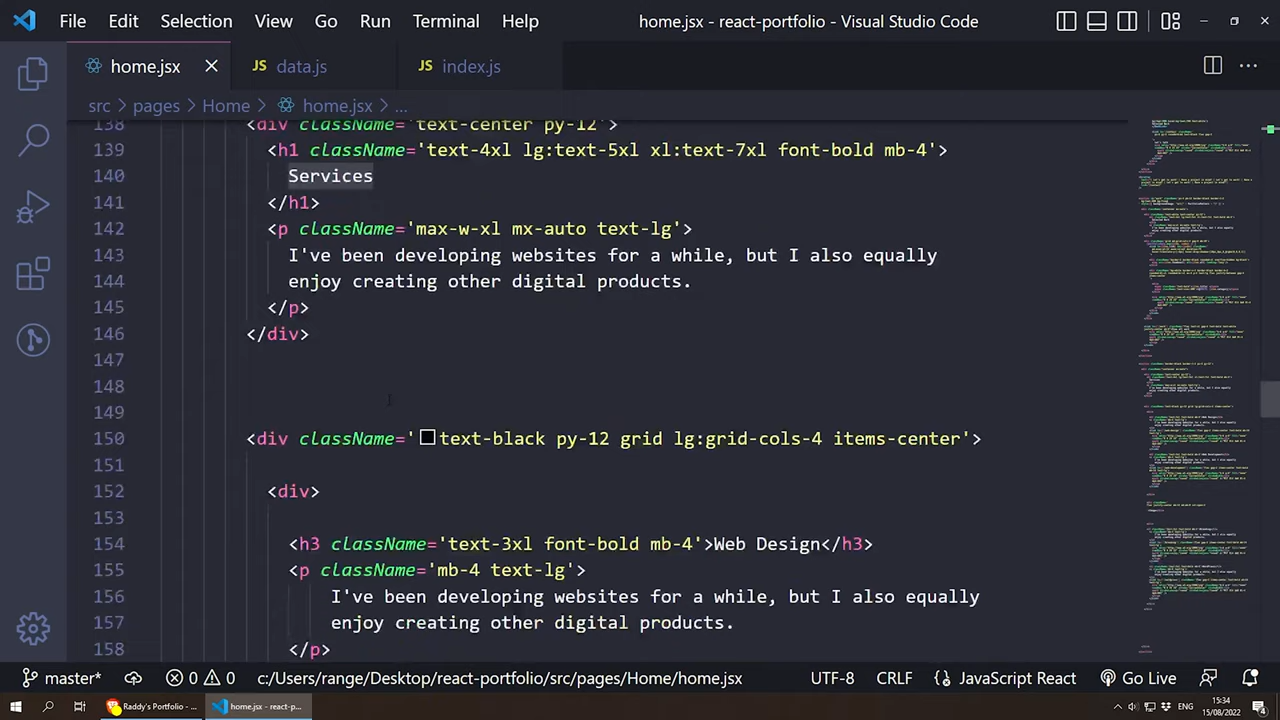 File Edit Selection View Go Run Terminal Help home.jsx - react-portfolio - Visual Studio Code
home.jsx JS data.js JS index.js
src > pages > Home > home.jsx > ...
138 <div className='text-center py-12'>
139 <h1 className='text-4xl lg:text-5xl xl:text-7xl font-bold mb-4'>
140 Services
141 </h1>
142 <p className='max-w-xl mx-auto text-lg'>
143 I've been developing websites for a while, but I also equally
144 enjoy creating other digital products.
145 </p>
146 </div>
147
148
149
150 <div className='text-black py-12 grid lg:grid-cols-4 items-center'>
151
152 <div>
153
154 <h3 className='text-3xl font-bold mb-4'>Web Design</h3>
155 <p className='mb-4 text-lg'>
156 I've been developing websites for a while, but I also equally
157 enjoy creating other digital products.
158 </p>
master* 0 0 c:/Users/range/Desktop/react-portfolio/src/pages/Home/home.jsx UTF-8 CRLF {} JavaScript React Go Live
Raddy's Portfolio - ... home.jsx - react-p... ENG 15:34
15/08/2022